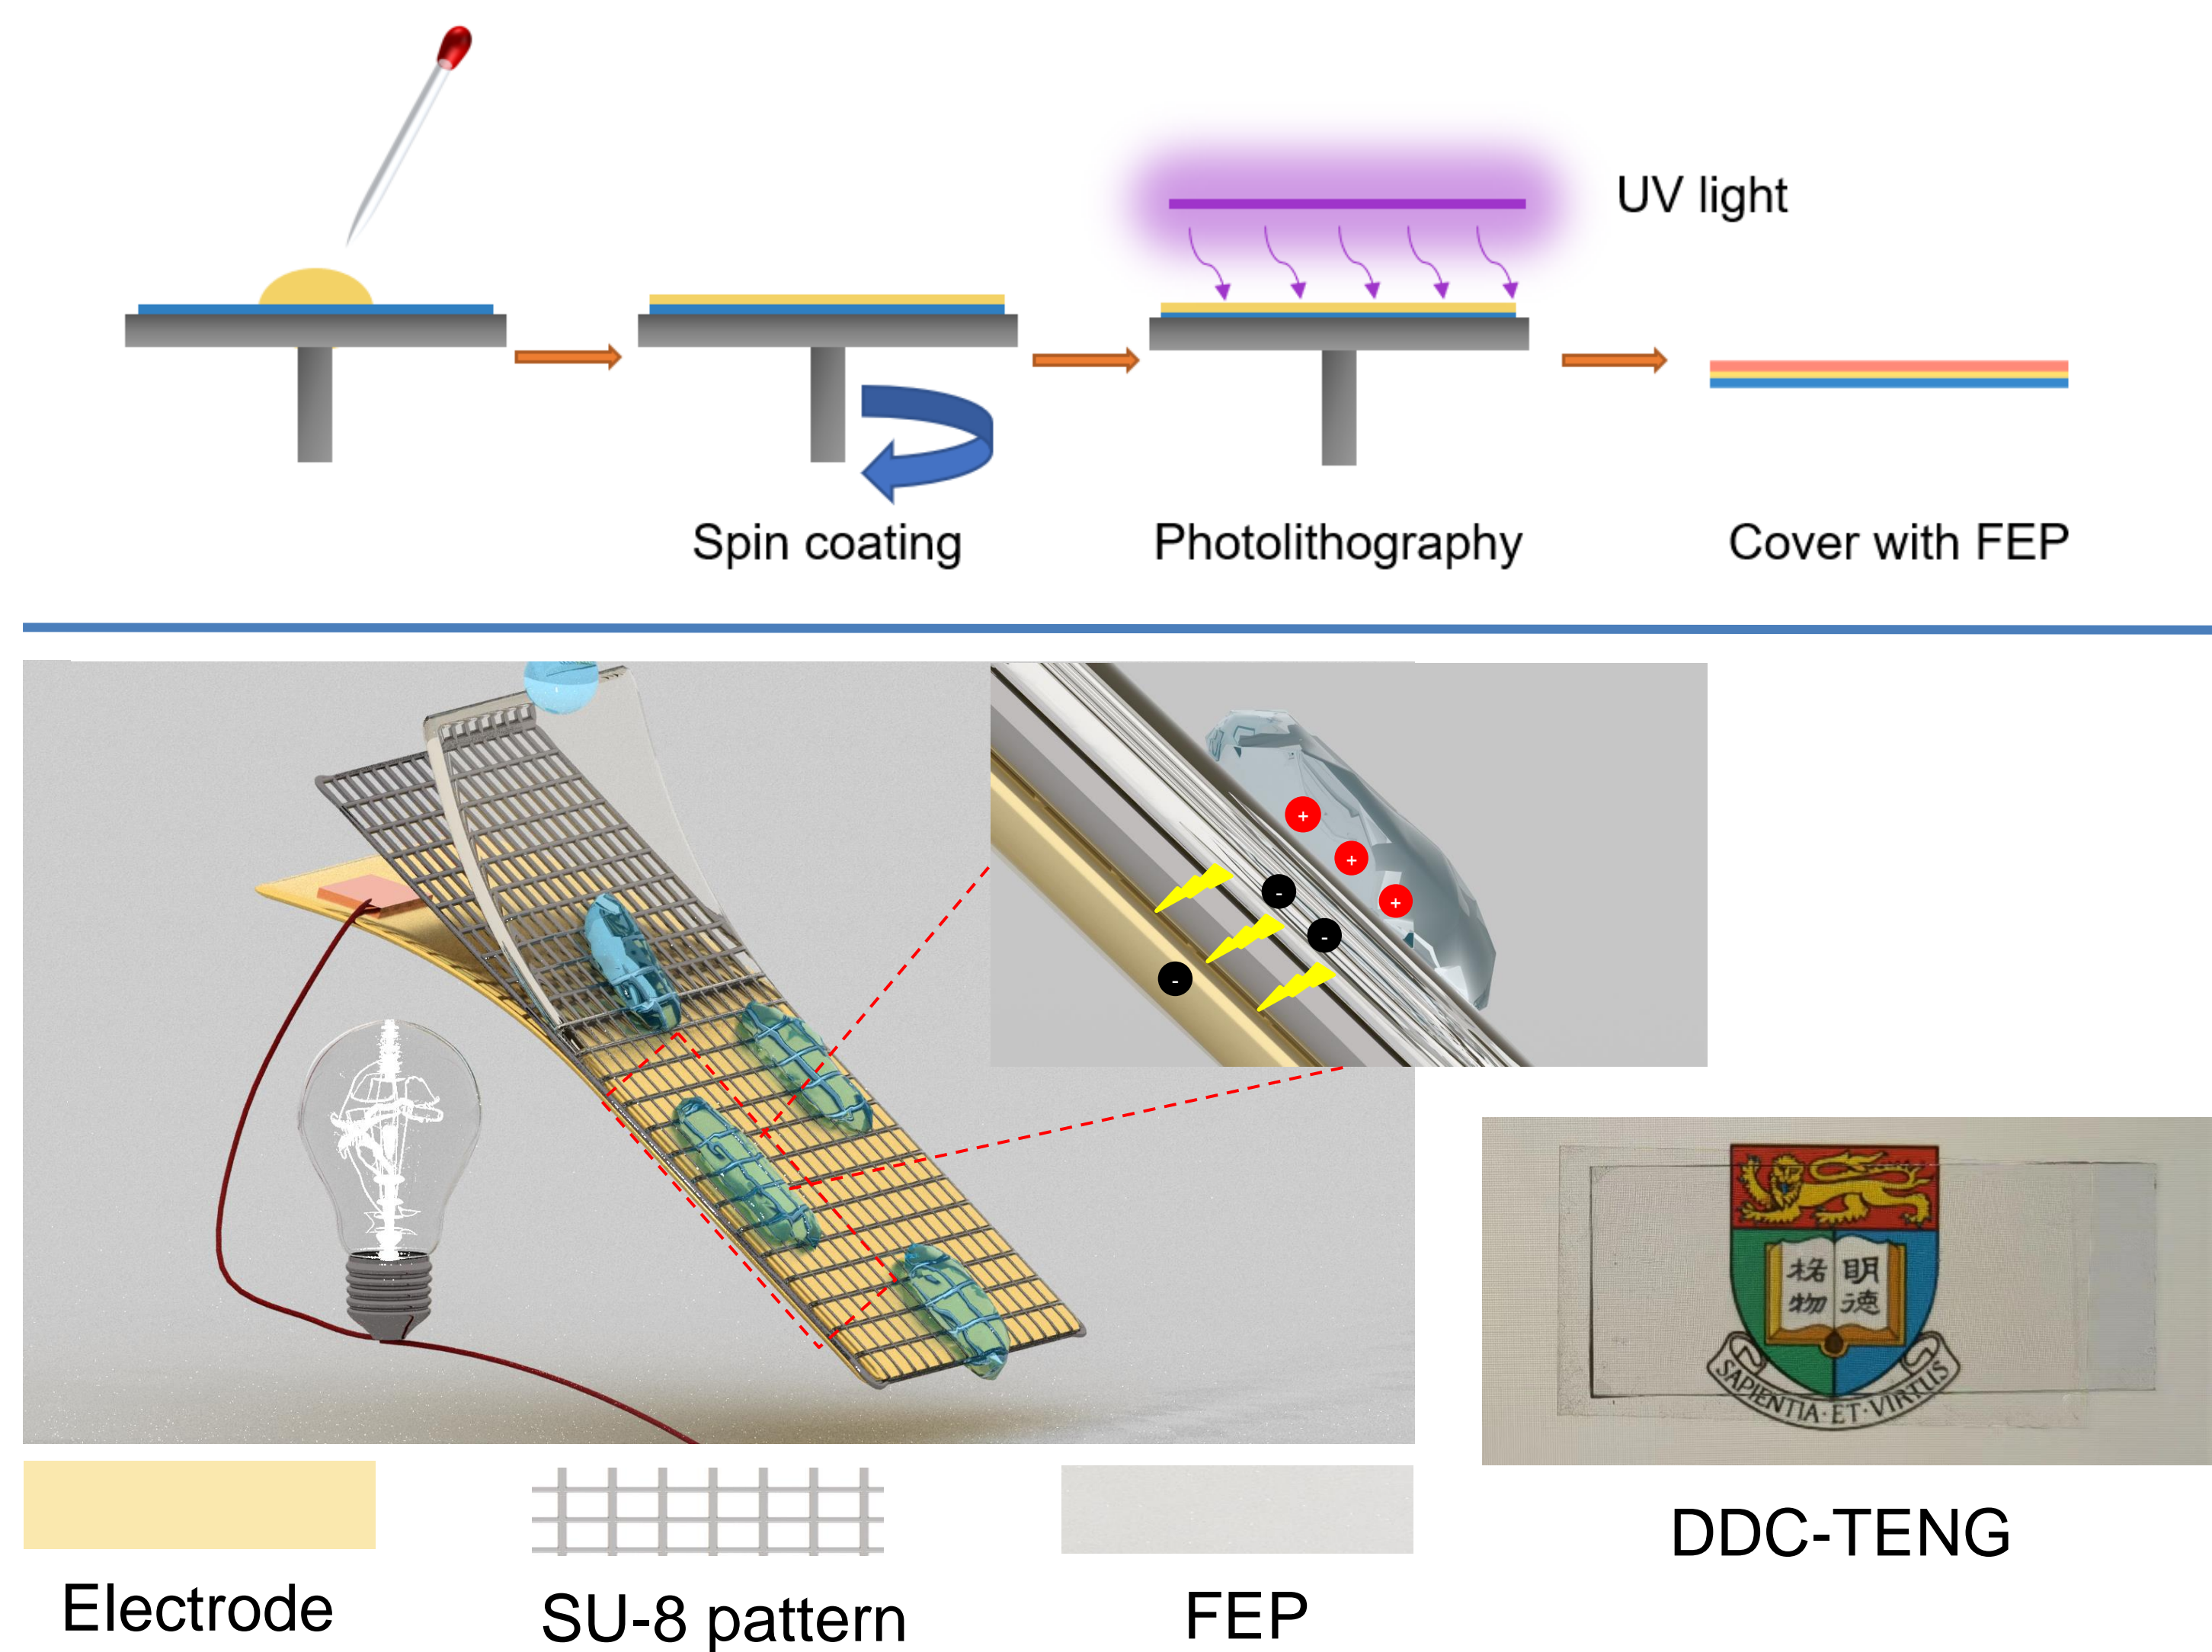 UV light
Spin coating
Photolithography
Cover with FEP
+
+
+
-
-
-
明德
格物
SAPIENTIA·ET·VIRTUS
DDC-TENG
Electrode
SU-8 pattern
FEP